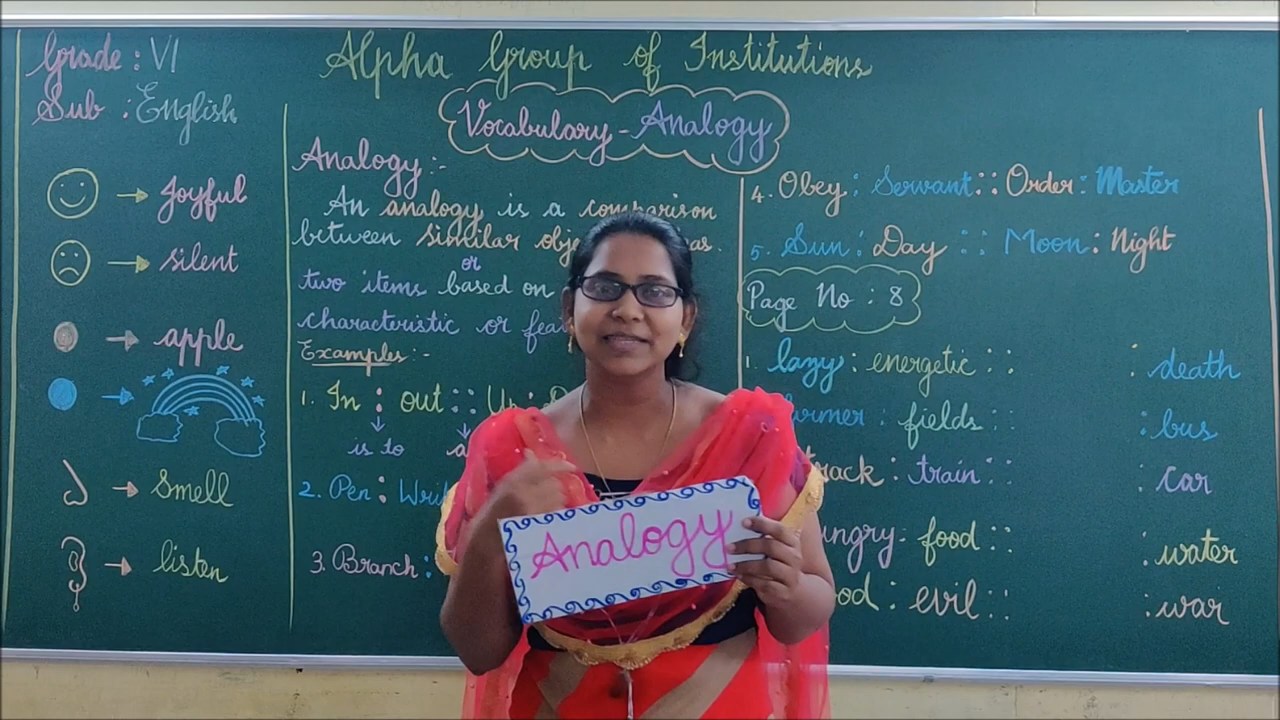 Grade : VI
Sub : English
Alpha Group of Institutions
Vocabulary - Analogy
joyful
silent
apple
smell
listen
Analogy :-
An analogy is a comparison
between similar
or
two items based on
characteristic or
Examples :-
1. In : out :: Up :
is to
2. Pen :
3. Branch :
4. Obey : Servant :: Order : Master
5. Sun : Day :: Moon : Night
Page No : 8
1. lazy : energetic :: : death
: fields :: : bus
: train :: : car
: food :: : water
: evil :: : war
Analogy